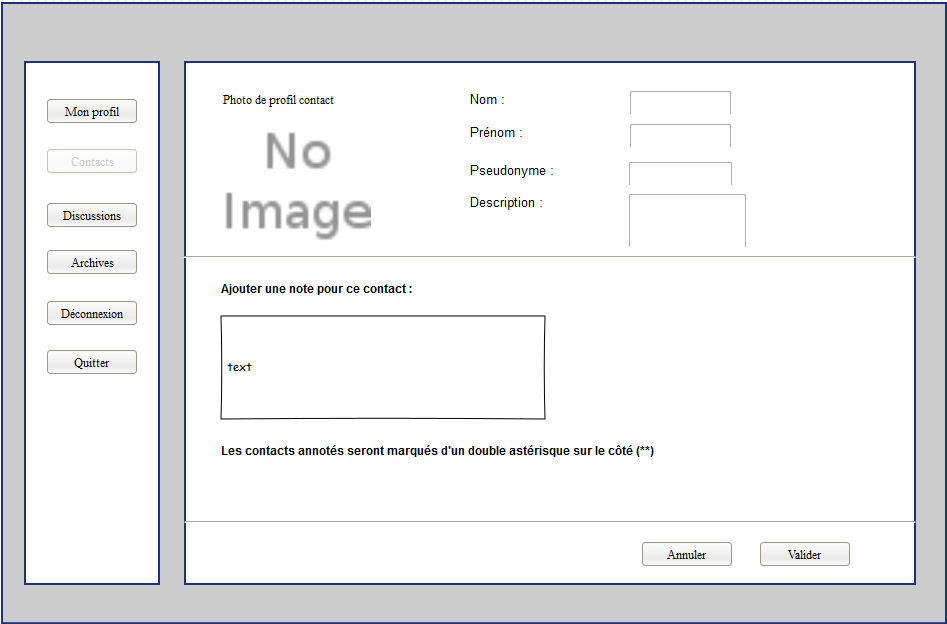 Mon profil
Contacts
Discussions
Archives
Déconnexion
Quitter
Photo de profil contact
No
Image
Nom :
Prénom :
Pseudonyme :
Description :
Ajouter une note pour ce contact :
text
Les contacts annotés seront marqués d'un double astérisque sur le côté (**)
Annuler
Valider